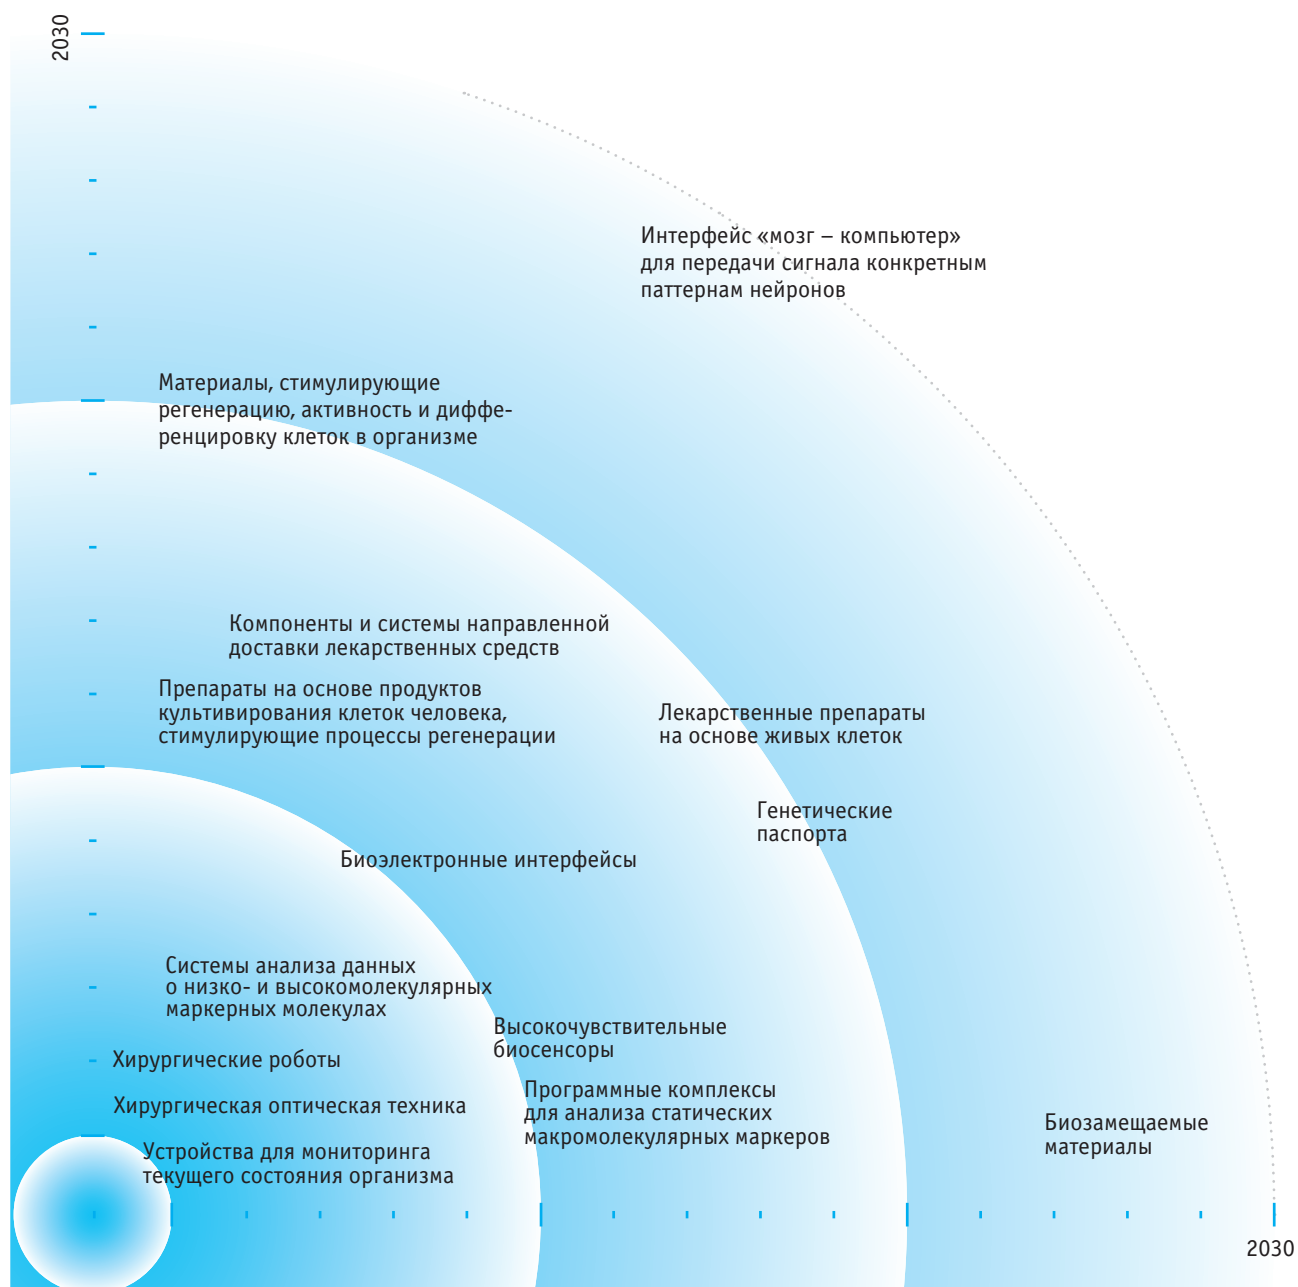 2030
Интерфейс «мозг – компьютер»
для передачи сигнала конкретным
паттернам нейронов
Материалы, стимулирующие
регенерацию, активность и диффе-
ренцировку клеток в организме
Компоненты и системы направленной
доставки лекарственных средств
Препараты на основе продуктов
культивирования клеток человека,
стимулирующие процессы регенерации
Лекарственные препараты
на основе живых клеток
Генетические
паспорта
Биоэлектронные интерфейсы
Системы анализа данных
о низко- и высокомолекулярных
маркерных молекулах
Высокочувствительные
биосенсоры
Хирургические роботы
Программные комплексы
для анализа статических
макромолекулярных маркеров
Хирургическая оптическая техника
Биозамещаемые
материалы
Устройства для мониторинга
текущего состояния организма
2030